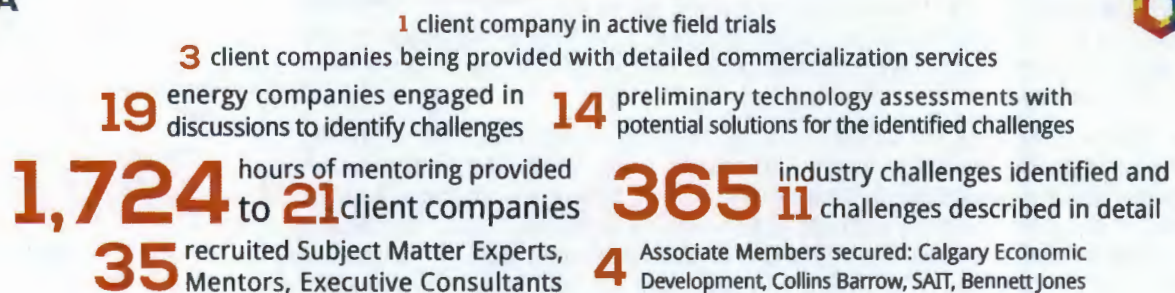 1 client company in active field trials
3 client companies being provided with detailed commercialization services
19 energy companies engaged in discussions to identify challenges
14 preliminary technology assessments with potential solutions for the identified challenges
1,724 hours of mentoring provided to 21 client companies
365 industry challenges identified and 11 challenges described in detail
35 recruited Subject Matter Experts, Mentors, Executive Consultants
4 Associate Members secured: Calgary Economic Development, Collins Barrow, SAIT, Bennett Jones